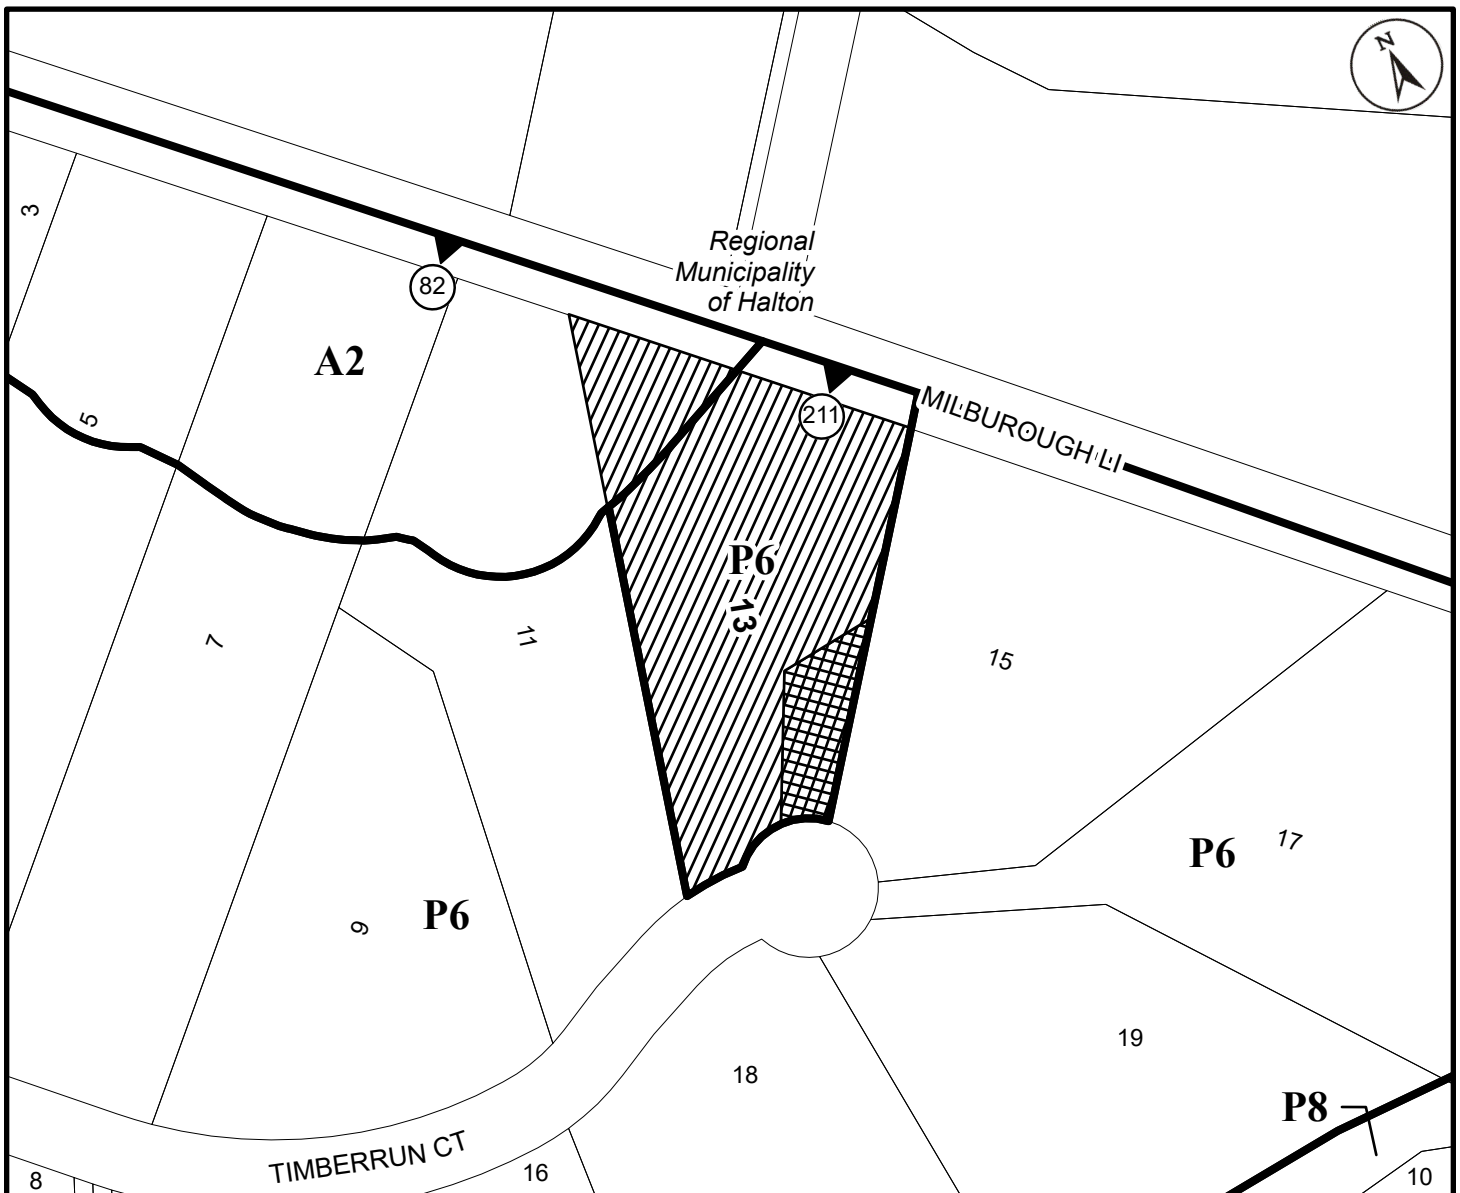 N
3
Regional
Municipality
of Halton
82
A2
211
MILBUROUGH LI
5
P6
13
7
11
15
P6
17
9
P6
19
18
P8
TIMBERRUN CT
16
8
10